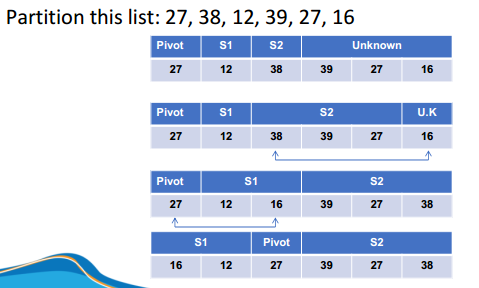 Partition this list: 27, 38, 12, 39, 27, 16
Pivot S1 S2 Unknown
27 12 38 39 27 16
Pivot S1 S2 U.K
27 12 38 39 27 16
Pivot S1 S2
27 12 16 39 27 38
S1 Pivot S2
16 12 27 39 27 38